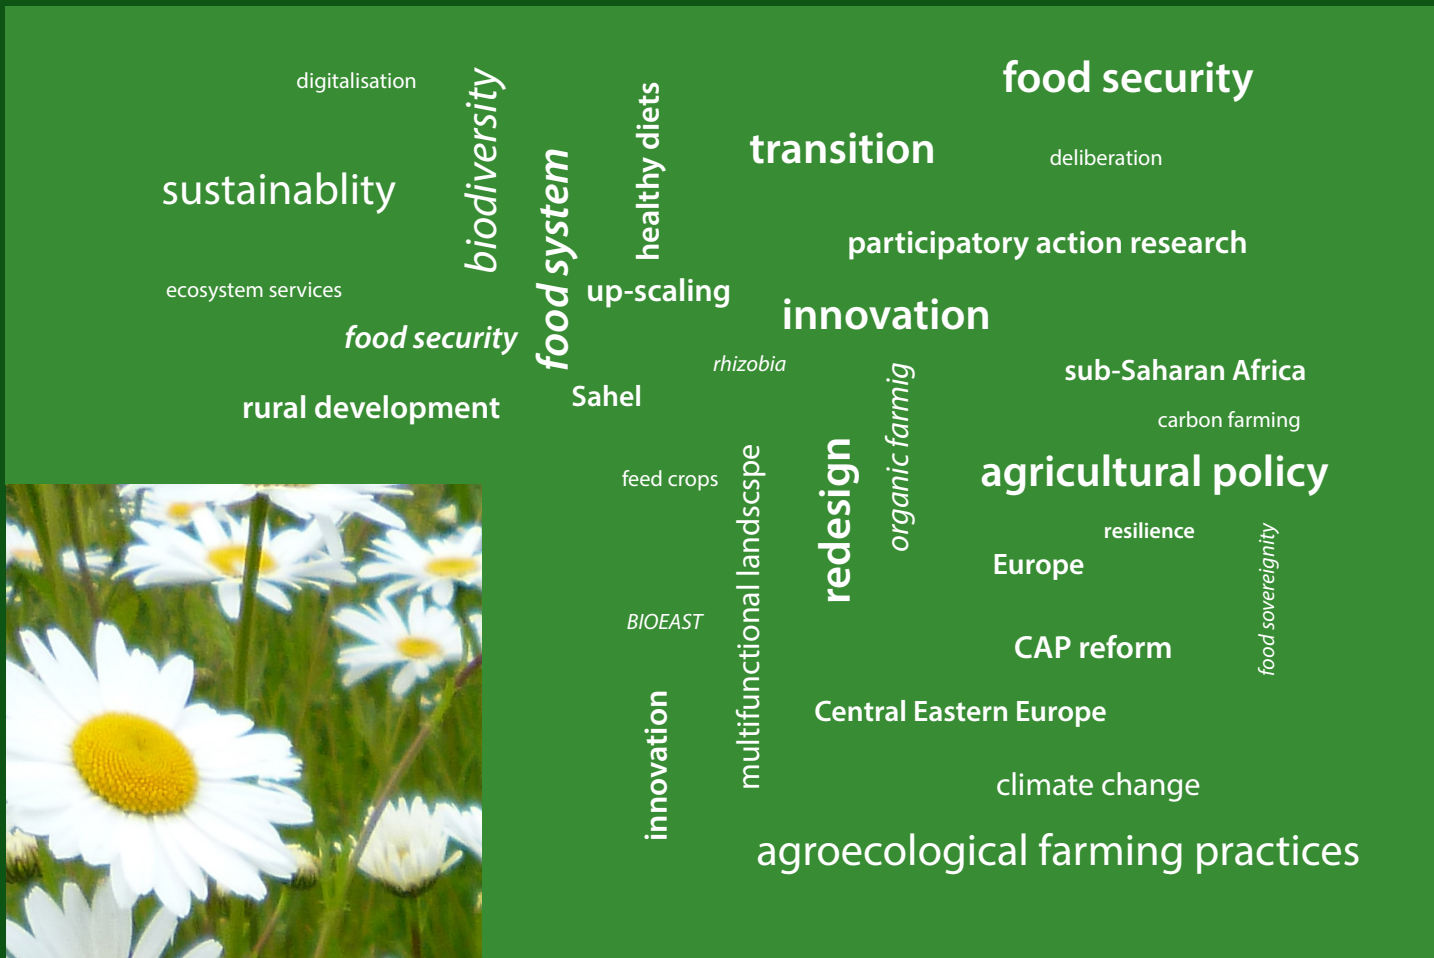 digitalisation
biodiversity
healthy diets
food security
transition
deliberation
sustainablity
food system
participatory action research
ecosystem services
up-scaling
innovation
food security
rhizobia
sub-Saharan Africa
Sahel
rural development
organic farmig
carbon farming
feed crops
multifunctional landscspe
redesign
agricultural policy
resilience
Europe
food sovereignity
BIOEAST
CAP reform
innovation
Central Eastern Europe
climate change
agroecological farming practices